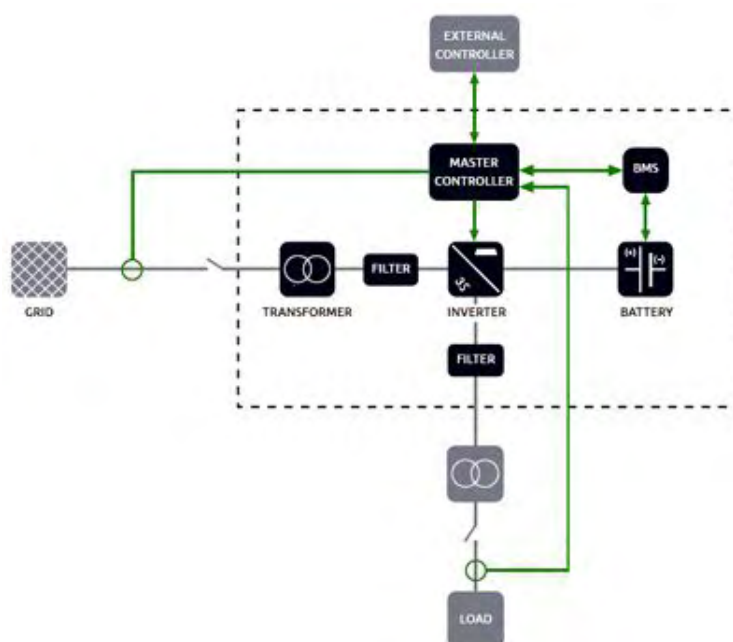 EXTERNAL
CONTROLLER
MASTER
CONTROLLER
BMS
GRID
TRANSFORMER
FILTER
INVERTER
(+)
(-)
BATTERY
FILTER
LOAD